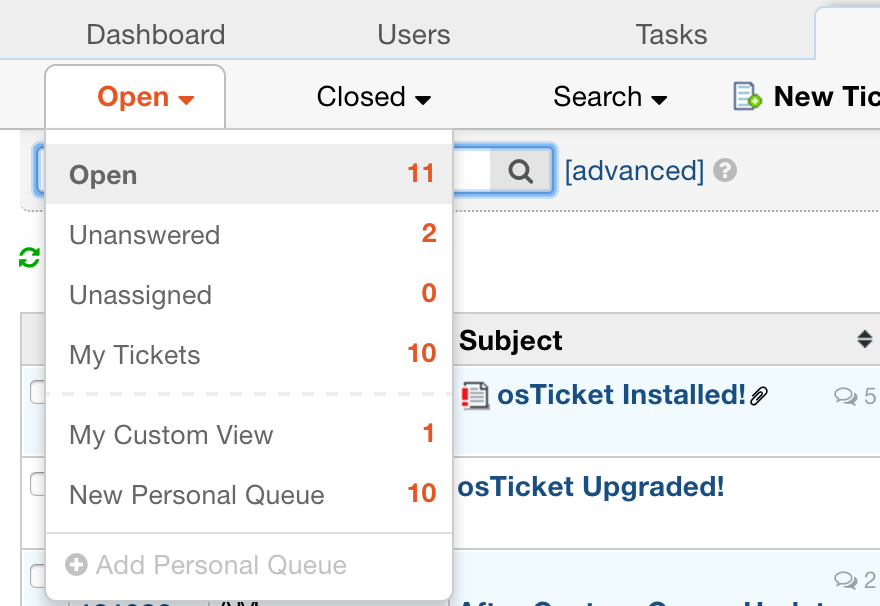 Dashboard Users Tasks
Open Closed Search New Tic
Open 11
[advanced] ?
Unanswered 2
Unassigned 0
My Tickets 10
Subject
osTicket Installed! 5
My Custom View 1
New Personal Queue 10
osTicket Upgraded!
Add Personal Queue
2